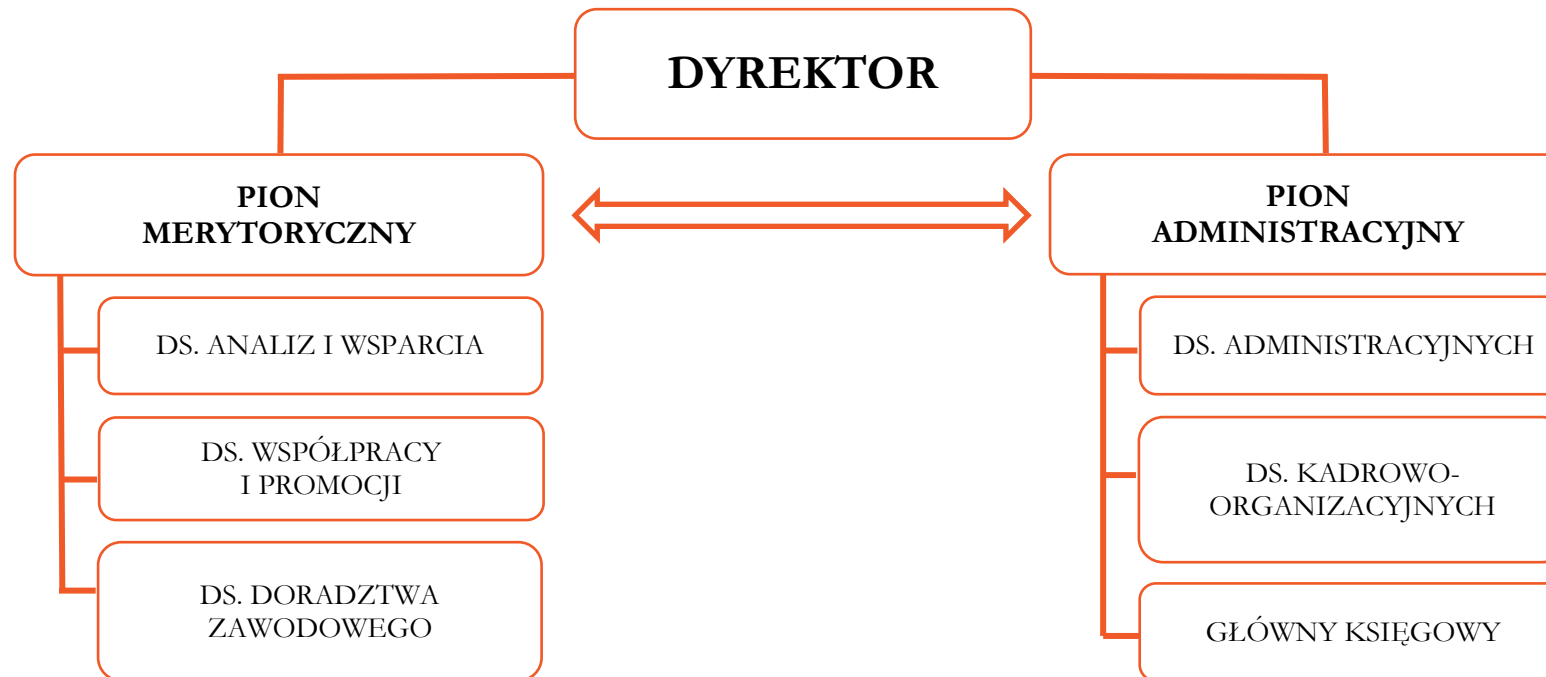 DYREKTOR
PION
MERYTORYCZNY
DS. ANALIZ I WSPARCIA
DS. WSPÓŁPRACY
I PROMOCJI
DS. DORADZTWA
ZAWODOWEGO
PION
ADMINISTRACYJNY
DS. ADMINISTRACYJNYCH
DS. KADROWO-
ORGANIZACYJNYCH
GŁÓWNY KSIĘGOWY